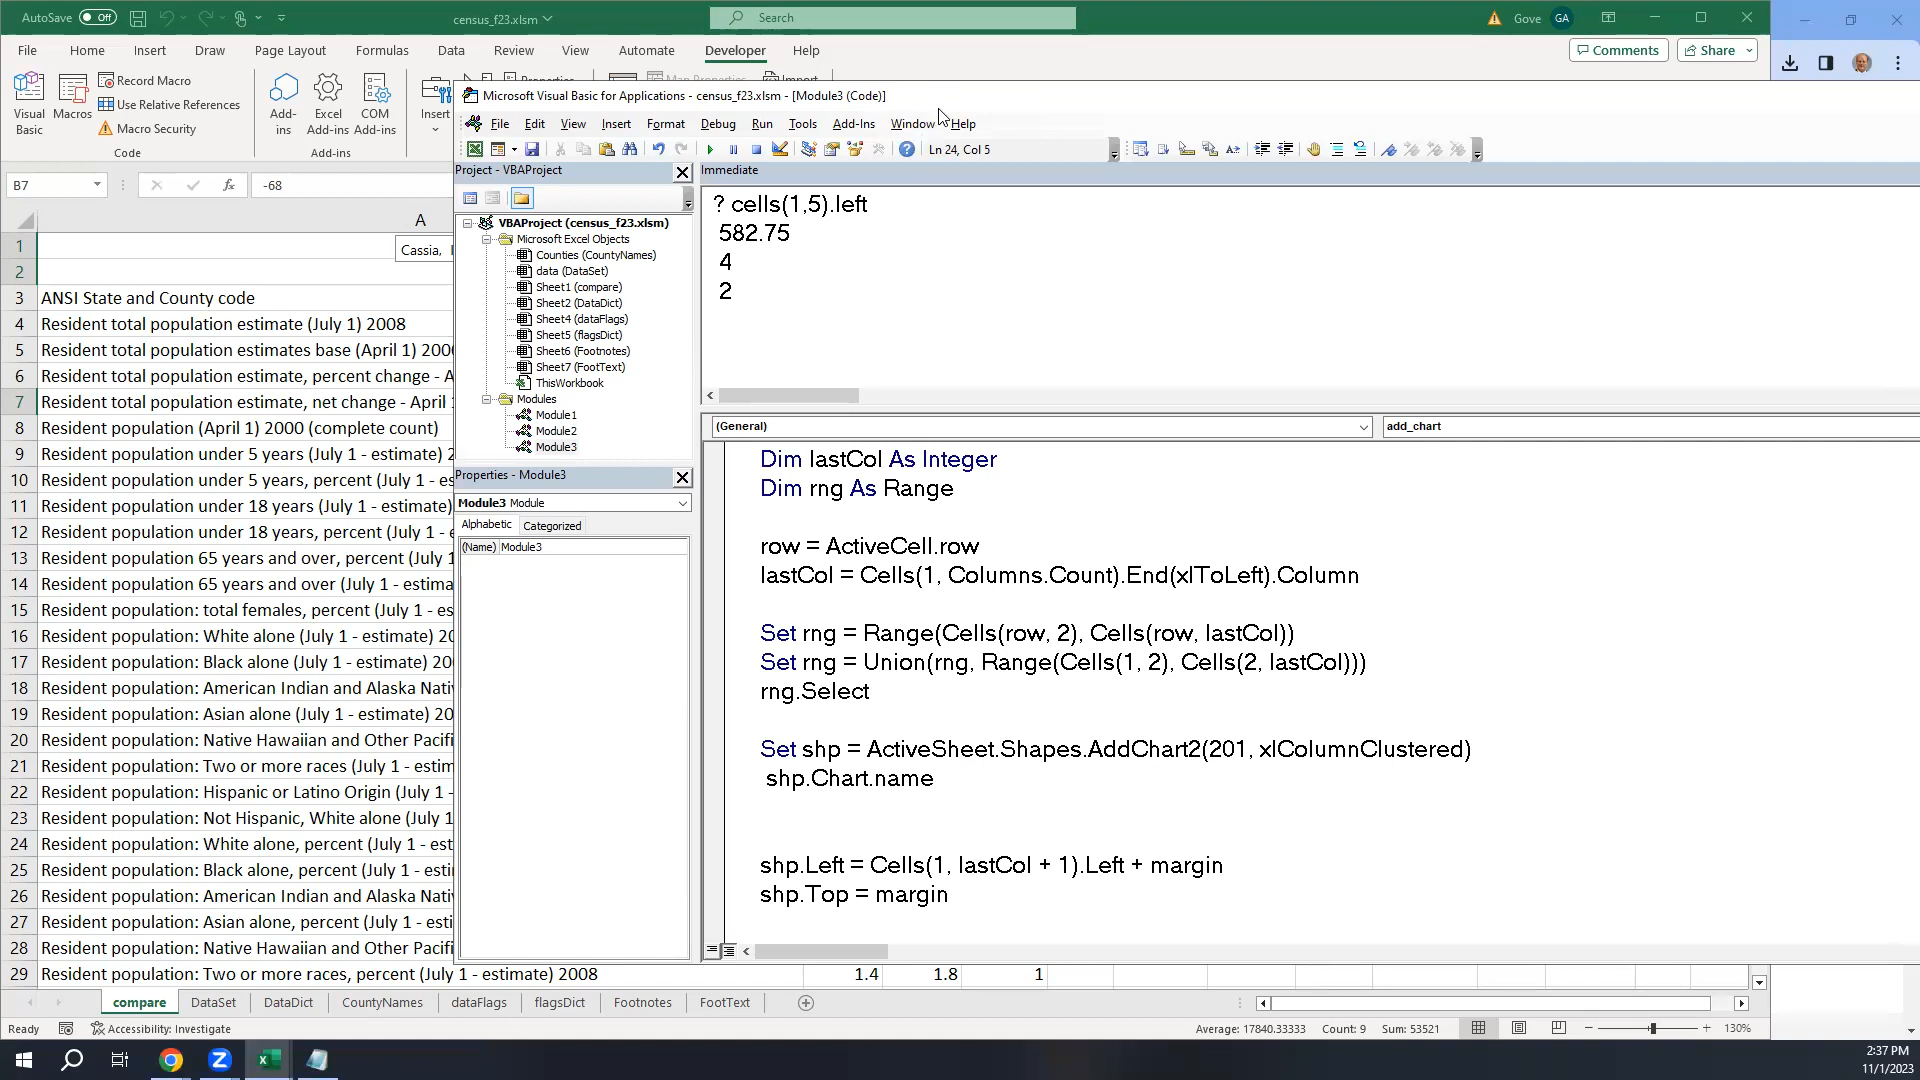 AutoSave Off
census_f23.xlsm
Search
Gove GA
File Home Insert Draw Page Layout Formulas Data Review View Automate Developer Help
Comments Share
Visual Basic
Macros
Record Macro
Use Relative References
Macro Security
Code
Add-ins
Excel Add-ins
COM Add-ins
Add-ins
Insert
Properties
Map Properties
Import
Microsoft Visual Basic for Applications - census_f23.xlsm - [Module3 (Code)]
File Edit View Insert Format Debug Run Tools Add-Ins Window Help
Ln 24, Col 5
B7
fx
-68
A
Cassia,
1
2
3 ANSI State and County code
4 Resident total population estimate (July 1) 2008
5 Resident total population estimates base (April 1) 200
6 Resident total population estimate, percent change - A
7 Resident total population estimate, net change - April
8 Resident population (April 1) 2000 (complete count)
9 Resident population under 5 years (July 1 - estimate) 2
10 Resident population under 5 years, percent (July 1 - es
11 Resident population under 18 years (July 1 - estimate)
12 Resident population under 18 years, percent (July 1 - e
13 Resident population 65 years and over, percent (July 1
14 Resident population 65 years and over (July 1 - estima
15 Resident population: total females, percent (July 1 - es
16 Resident population: White alone (July 1 - estimate) 20
17 Resident population: Black alone (July 1 - estimate) 20
18 Resident population: American Indian and Alaska Nati
19 Resident population: Asian alone (July 1 - estimate) 20
20 Resident population: Native Hawaiian and Other Pacifi
21 Resident population: Two or more races (July 1 - estim
22 Resident population: Hispanic or Latino Origin (July 1 -
23 Resident population: Not Hispanic, White alone (July 1
24 Resident population: White alone, percent (July 1 - est
25 Resident population: Black alone, percent (July 1 - esti
26 Resident population: American Indian and Alaska Nati
27 Resident population: Asian alone, percent (July 1 - esti
28 Resident population: Native Hawaiian and Other Pacifi
29 Resident population: Two or more races, percent (July 1 - estimate) 2008 1.4 1.8 1
Project - VBAProject
VBAProject (census_f23.xlsm)
Microsoft Excel Objects
Counties (CountyNames)
data (DataSet)
Sheet1 (compare)
Sheet2 (DataDict)
Sheet4 (dataFlags)
Sheet5 (flagsDict)
Sheet6 (Footnotes)
Sheet7 (FootText)
ThisWorkbook
Modules
Module1
Module2
Module3
Properties - Module3
Module3 Module
Alphabetic Categorized
(Name) Module3
Immediate
? cells(1,5).left
582.75
4
2
(General)
add_chart
Dim lastCol As Integer
Dim rng As Range
row = ActiveCell.row
lastCol = Cells(1, Columns.Count).End(xlToLeft).Column
Set rng = Range(Cells(row, 2), Cells(row, lastCol))
Set rng = Union(rng, Range(Cells(1, 2), Cells(2, lastCol)))
rng.Select
Set shp = ActiveSheet.Shapes.AddChart2(201, xlColumnClustered)
shp.Chart.name
shp.Left = Cells(1, lastCol + 1).Left + margin
shp.Top = margin
compare DataSet DataDict CountyNames dataFlags flagsDict Footnotes FootText
Ready
Accessibility: Investigate
Average: 17840.33333 Count: 9 Sum: 53521
130%
2:37 PM
11/1/2023